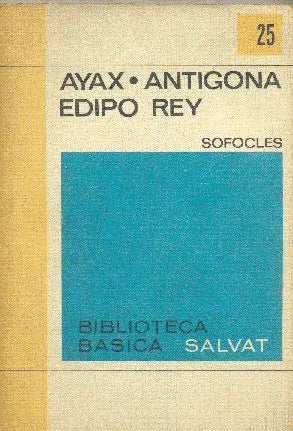 25
AYAX • ANTIGONA
EDIPO REY
SOFOCLES
BIBLIOTECA
BASICA SALVAT